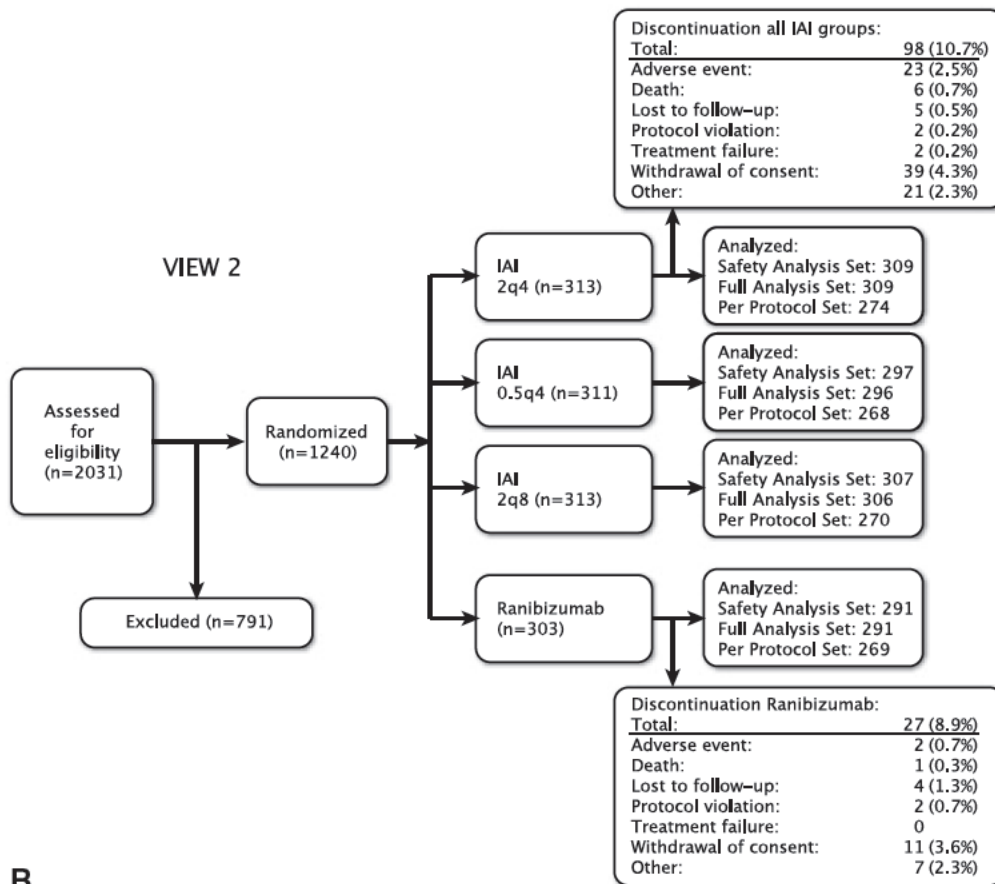 Discontinuation all IAI groups:
Total: 98 (10.7%)
Adverse event: 23 (2.5%)
Death: 6 (0.7%)
Lost to follow-up: 5 (0.5%)
Protocol violation: 2 (0.2%)
Treatment failure: 2 (0.2%)
Withdrawal of consent: 39 (4.3%)
Other: 21 (2.3%)
VIEW 2
Assessed
for
eligibility
(n=2031)
Excluded (n=791)
Randomized
(n=1240)
IAI
2q4 (n=313)
Analyzed:
Safety Analysis Set: 309
Full Analysis Set: 309
Per Protocol Set: 274
IAI
0.5q4 (n=311)
Analyzed:
Safety Analysis Set: 297
Full Analysis Set: 296
Per Protocol Set: 268
IAI
2q8 (n=313)
Analyzed:
Safety Analysis Set: 307
Full Analysis Set: 306
Per Protocol Set: 270
Ranibizumab
(n=303)
Analyzed:
Safety Analysis Set: 291
Full Analysis Set: 291
Per Protocol Set: 269
Discontinuation Ranibizumab:
Total: 27 (8.9%)
Adverse event: 2 (0.7%)
Death: 1 (0.3%)
Lost to follow-up: 4 (1.3%)
Protocol violation: 2 (0.7%)
Treatment failure: 0
Withdrawal of consent: 11 (3.6%)
Other: 7 (2.3%)
B